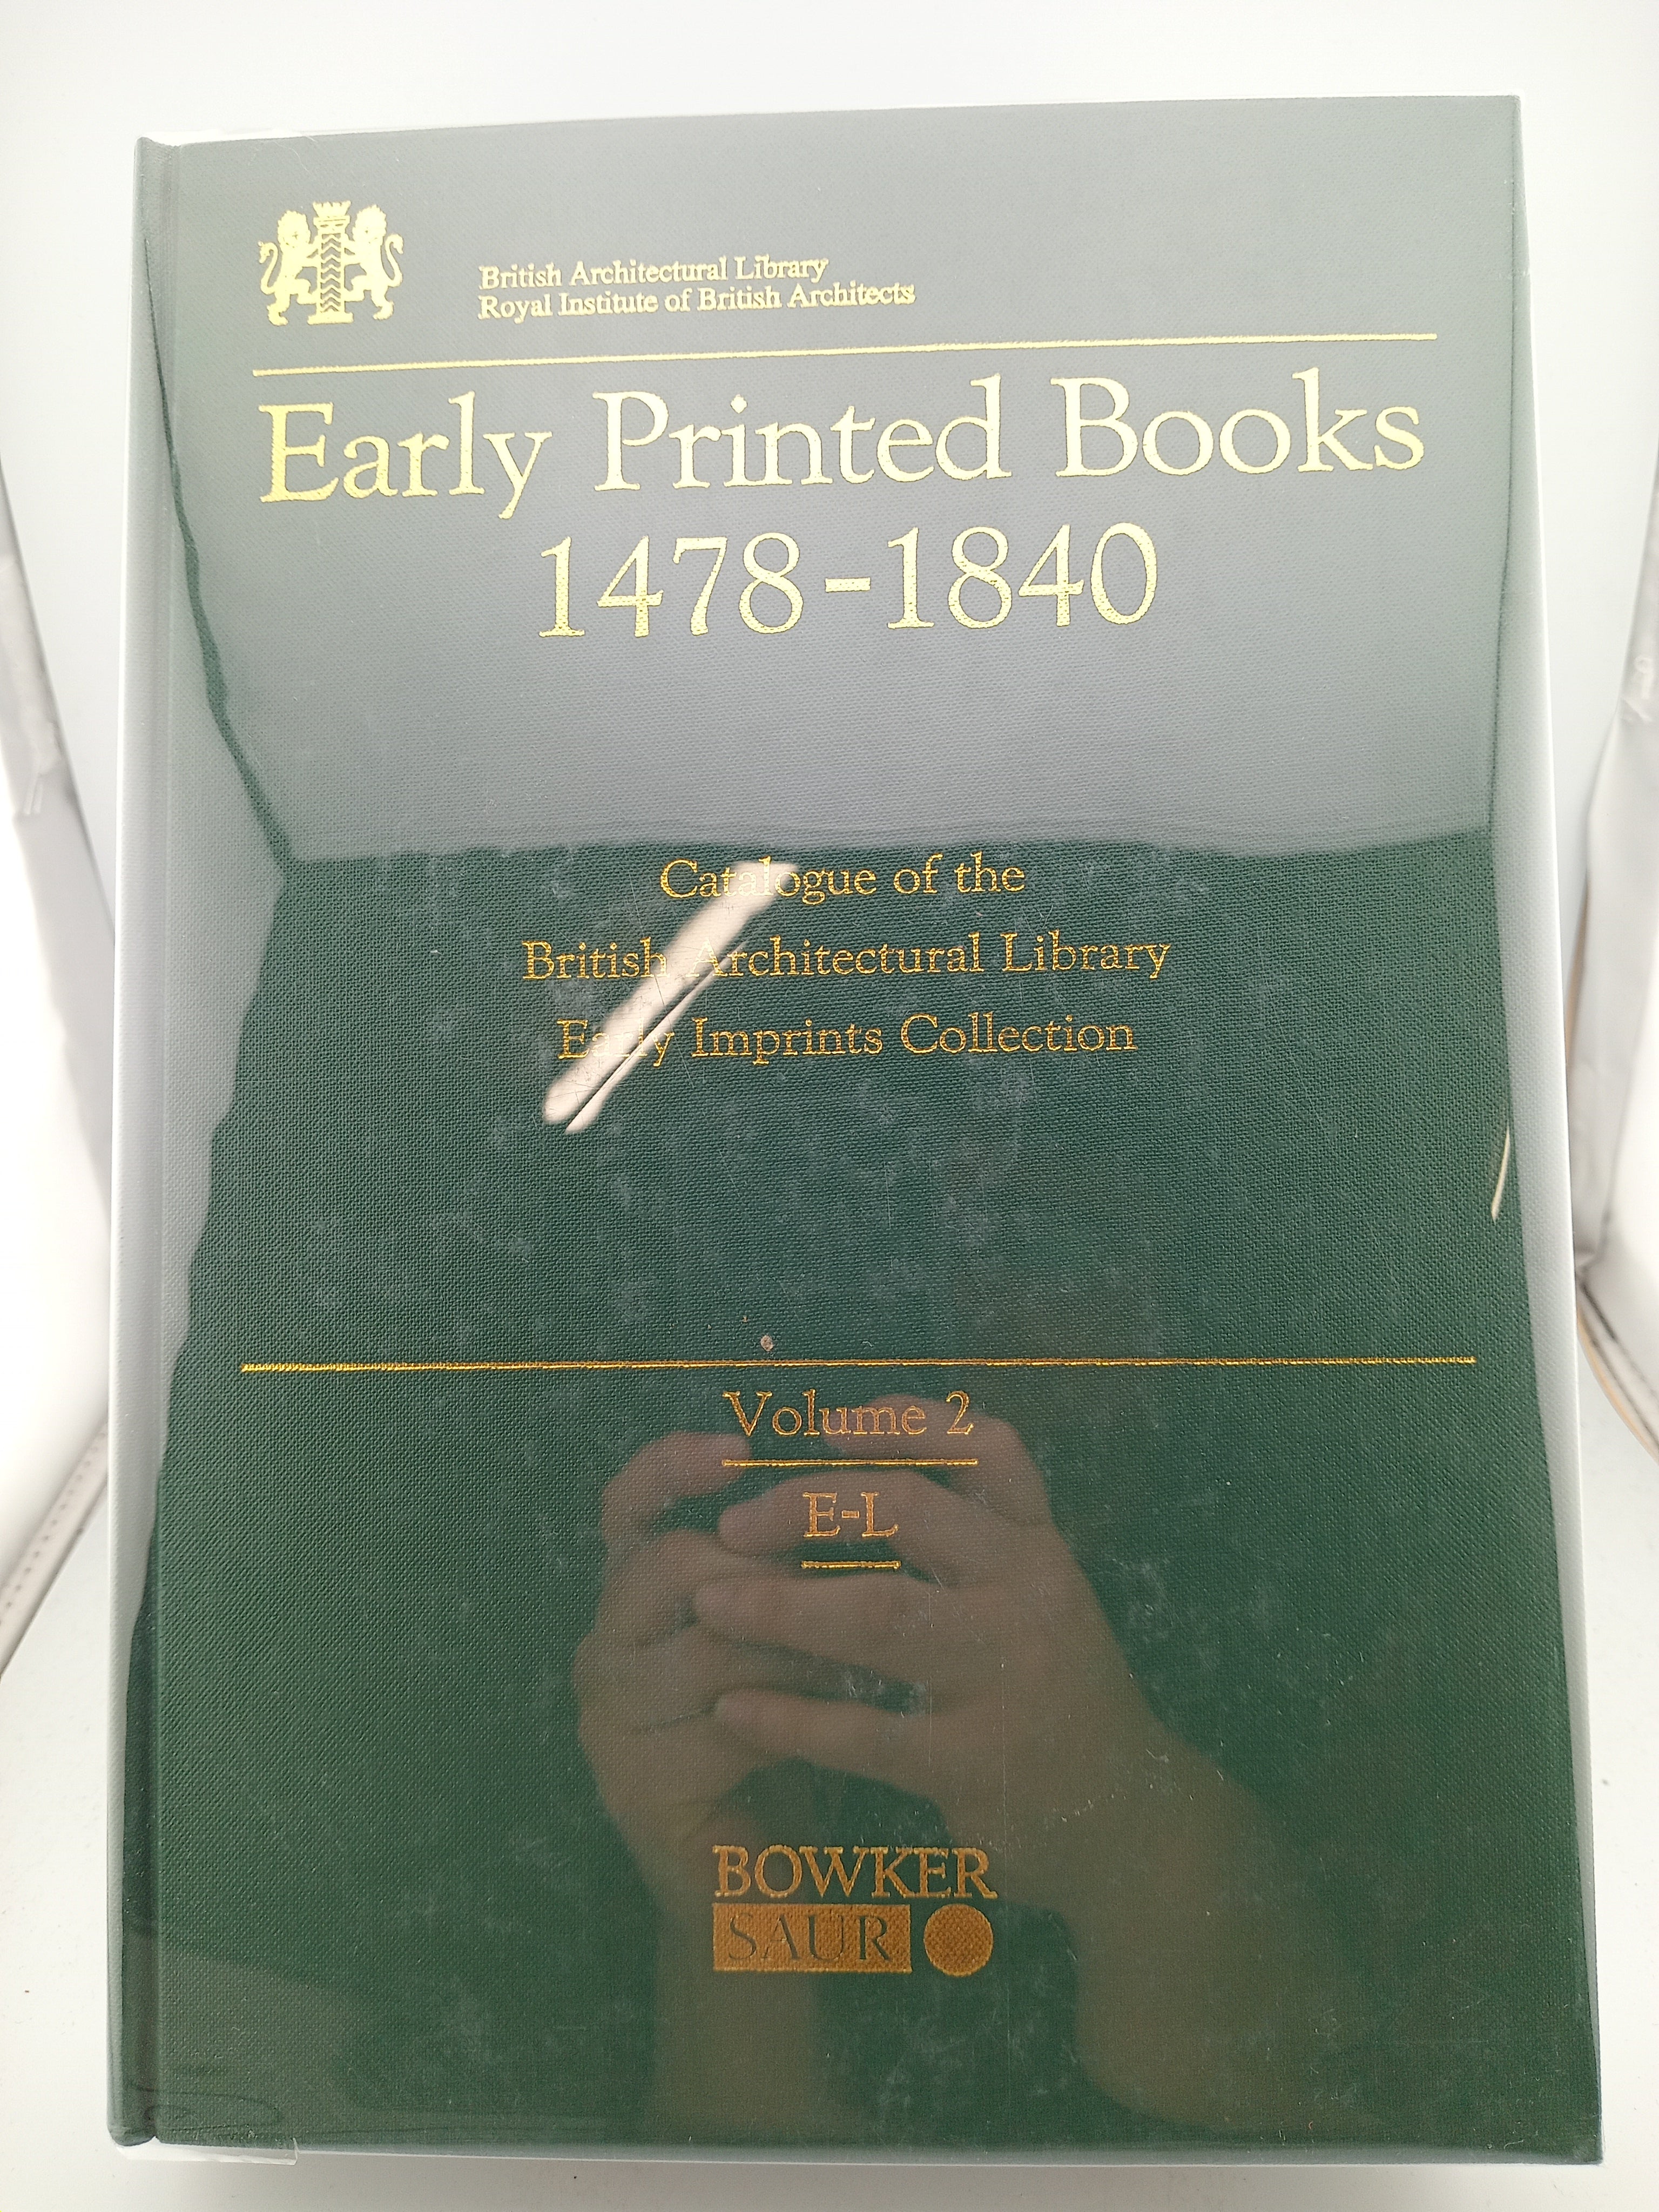 British Architectural Library
Royal Institute of British Architects
Early Printed Books
1478-1840
Catalogue of the
British Architectural Library
Early Imprints Collection
Volume 2
E-L
BOWKER
SAUR